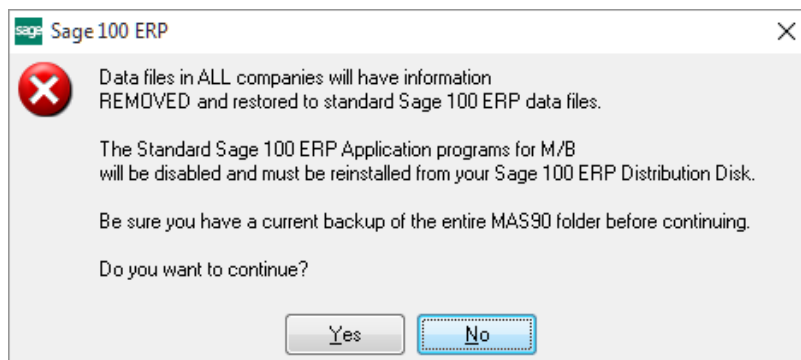 sage Sage 100 ERP
Data files in ALL companies will have information
REMOVED and restored to standard Sage 100 ERP data files.
The Standard Sage 100 ERP Application programs for M/B
will be disabled and must be reinstalled from your Sage 100 ERP Distribution Disk.
Be sure you have a current backup of the entire MAS90 folder before continuing.
Do you want to continue?
Yes No